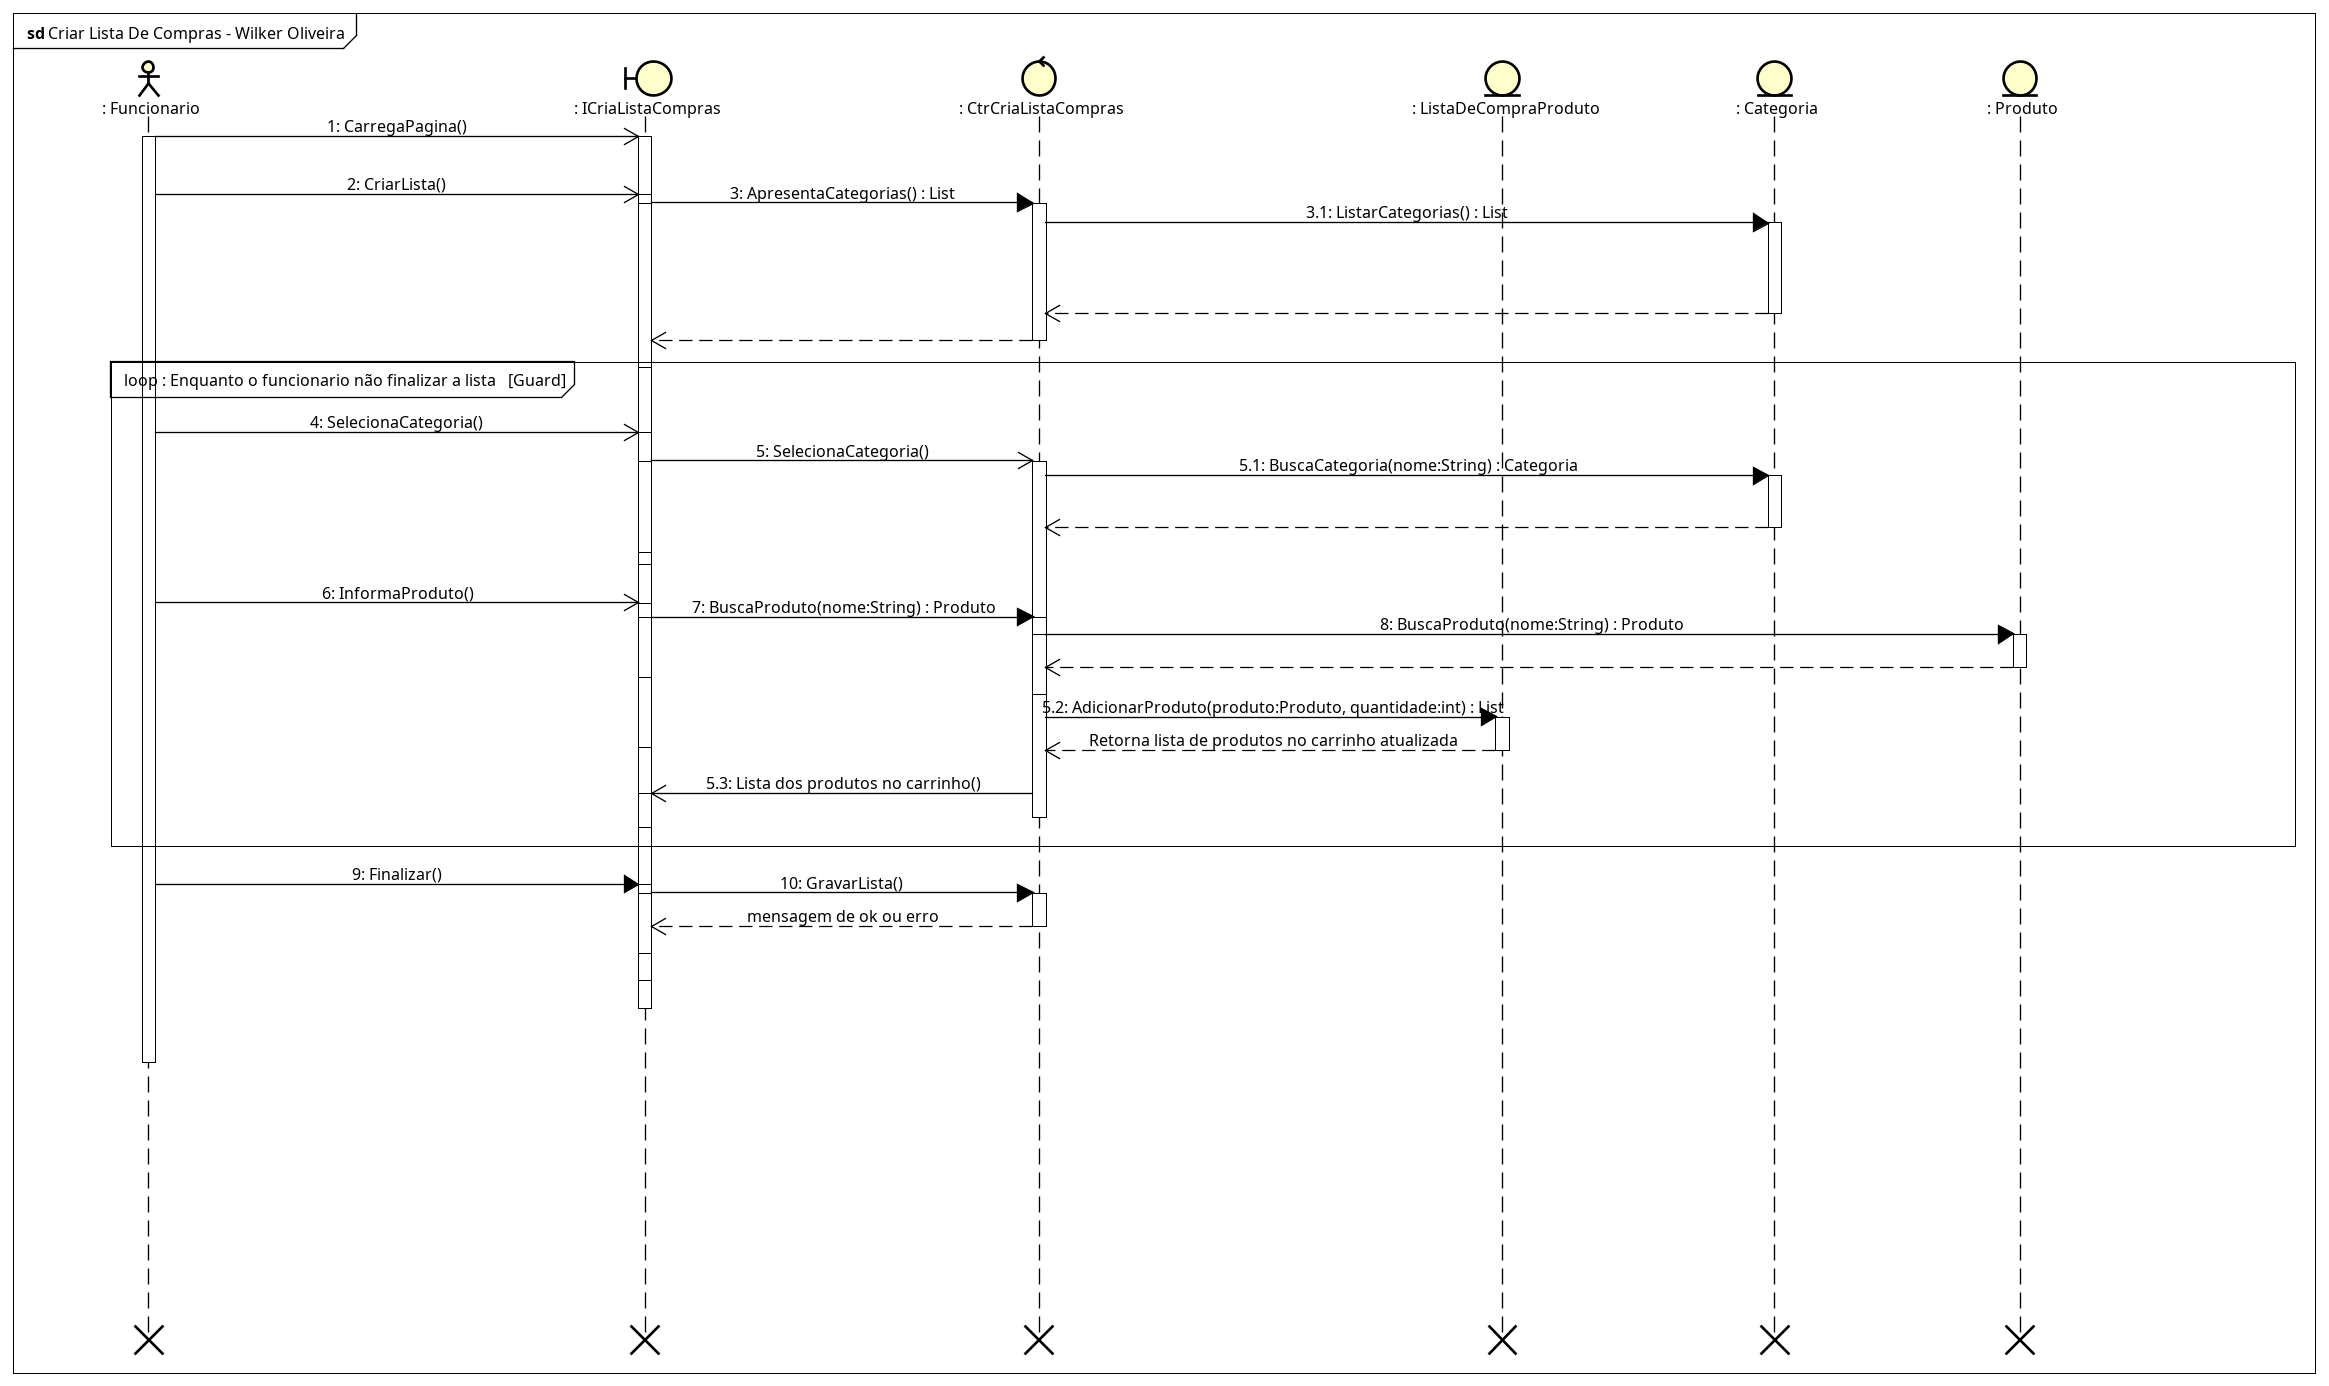 sd Criar Lista De Compras - Wilker Oliveira
: Funcionario
: ICriaListaCompras
: CtrCriaListaCompras
: ListaDeCompraProduto
: Categoria
: Produto
1: CarregaPagina()
2: CriarLista()
3: ApresentaCategorias() : List
3.1: ListarCategorias() : List
loop : Enquanto o funcionario não finalizar a lista [Guard]
4: SelecionaCategoria()
5: SelecionaCategoria()
5.1: BuscaCategoria(nome:String) : Categoria
6: InformaProduto()
7: BuscaProduto(nome:String) : Produto
8: BuscaProduto(nome:String) : Produto
5.2: AdicionarProduto(produto:Produto, quantidade:int) : List
Retorna lista de produtos no carrinho atualizada
5.3: Lista dos produtos no carrinho()
9: Finalizar()
10: GravarLista()
mensagem de ok ou erro